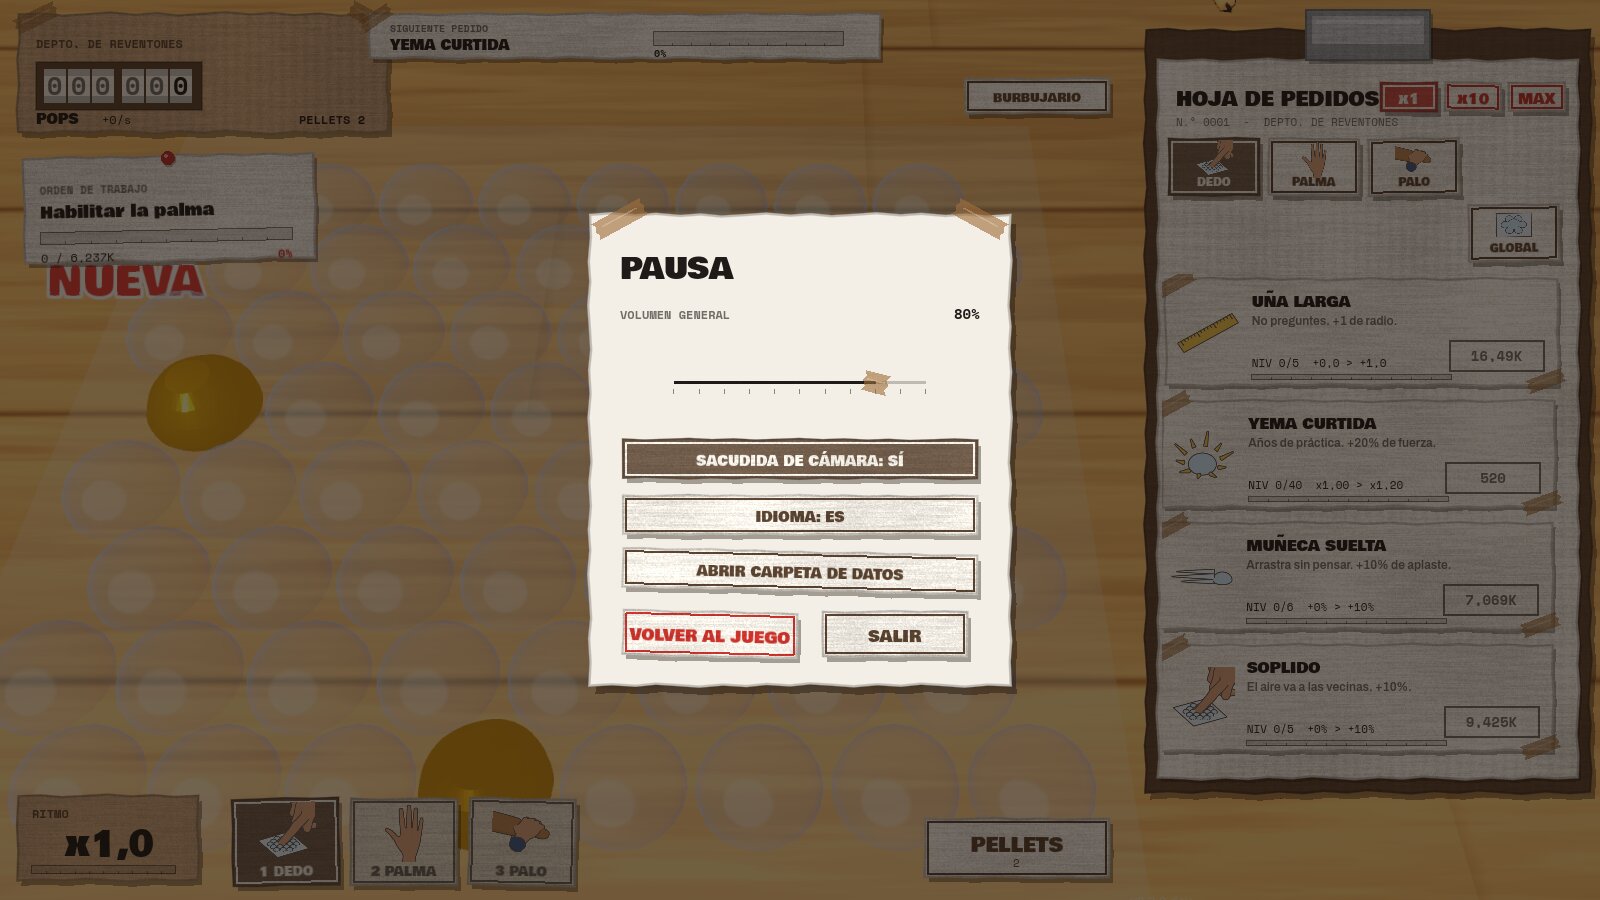 DEPTO. DE REVENTONES
000 000
POPS +0/s PELLETS 2
SIGUIENTE PEDIDO
YEMA CURTIDA
0%
BURBUJARIO
ORDEN DE TRABAJO
Habilitar la palma
0 / 6,237K 0%
NUEVA
PAUSA
VOLUMEN GENERAL 80%
SACUDIDA DE CÁMARA: SÍ
IDIOMA: ES
ABRIR CARPETA DE DATOS
VOLVER AL JUEGO SALIR
HOJA DE PEDIDOS x1 x10 MAX
N.° 0001 - DEPTO. DE REVENTONES
DEDO PALMA PALO
GLOBAL
UÑA LARGA
No preguntes. +1 de radio.
NIV 0/5 +0,0 > +1,0 16,49K
YEMA CURTIDA
Años de práctica. +20% de fuerza.
NIV 0/40 x1,00 > x1,20 520
MUÑECA SUELTA
Arrastra sin pensar. +10% de aplaste.
NIV 0/6 +0% > +10% 7,069K
SOPLIDO
El aire va a las vecinas. +10%.
NIV 0/5 +0% > +10% 9,425K
RITMO
x1,0
1 DEDO 2 PALMA 3 PALO
PELLETS
2